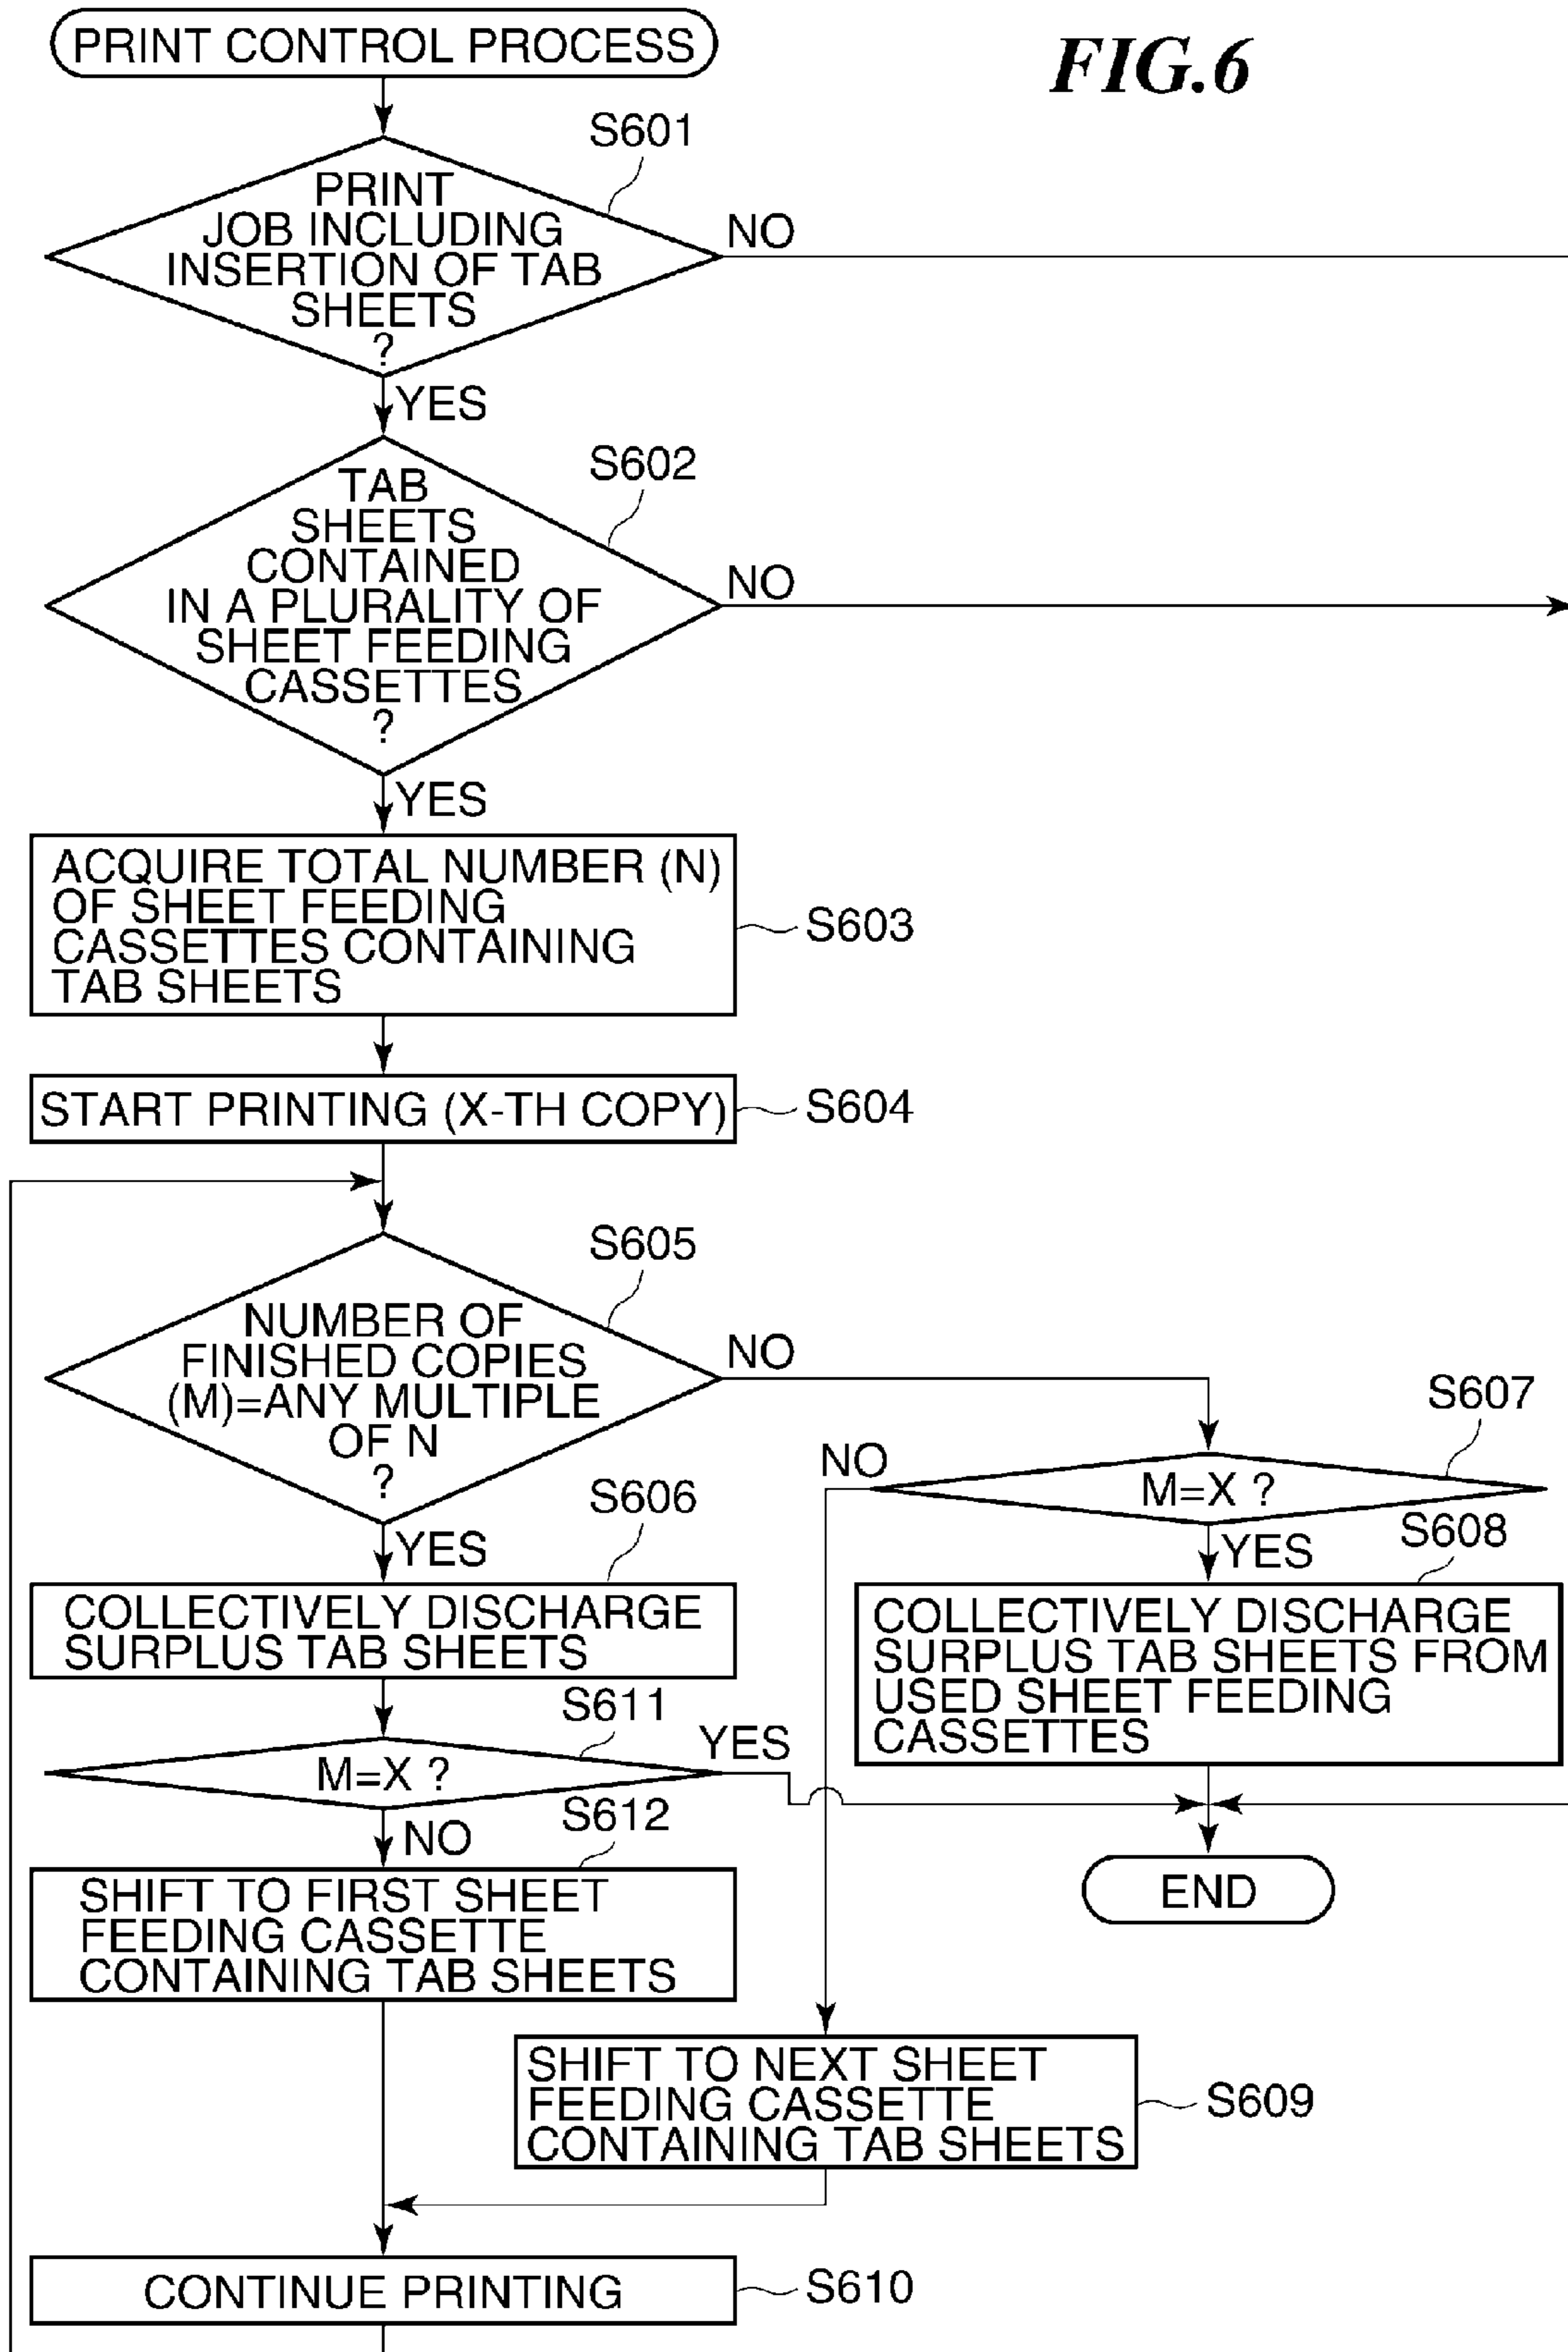 PRINT CONTROL PROCESS
FIG.6
S601
PRINT
JOB INCLUDING
INSERTION OF TAB
SHEETS
?
NO
YES
S602
TAB
SHEETS
CONTAINED
IN A PLURALITY OF
SHEET FEEDING
CASSETTES
?
NO
YES
ACQUIRE TOTAL NUMBER (N)
OF SHEET FEEDING
CASSETTES CONTAINING
TAB SHEETS
S603
START PRINTING (X-TH COPY)
S604
S605
NUMBER OF
FINISHED COPIES
(M)=ANY MULTIPLE
OF N
?
NO
YES
S607
NO
M=X ?
YES
S606
COLLECTIVELY DISCHARGE
SURPLUS TAB SHEETS
S608
COLLECTIVELY DISCHARGE
SURPLUS TAB SHEETS FROM
USED SHEET FEEDING
CASSETTES
S611
M=X ?
YES
NO
S612
SHIFT TO FIRST SHEET
FEEDING CASSETTE
CONTAINING TAB SHEETS
END
SHIFT TO NEXT SHEET
FEEDING CASSETTE
CONTAINING TAB SHEETS
S609
CONTINUE PRINTING
S610